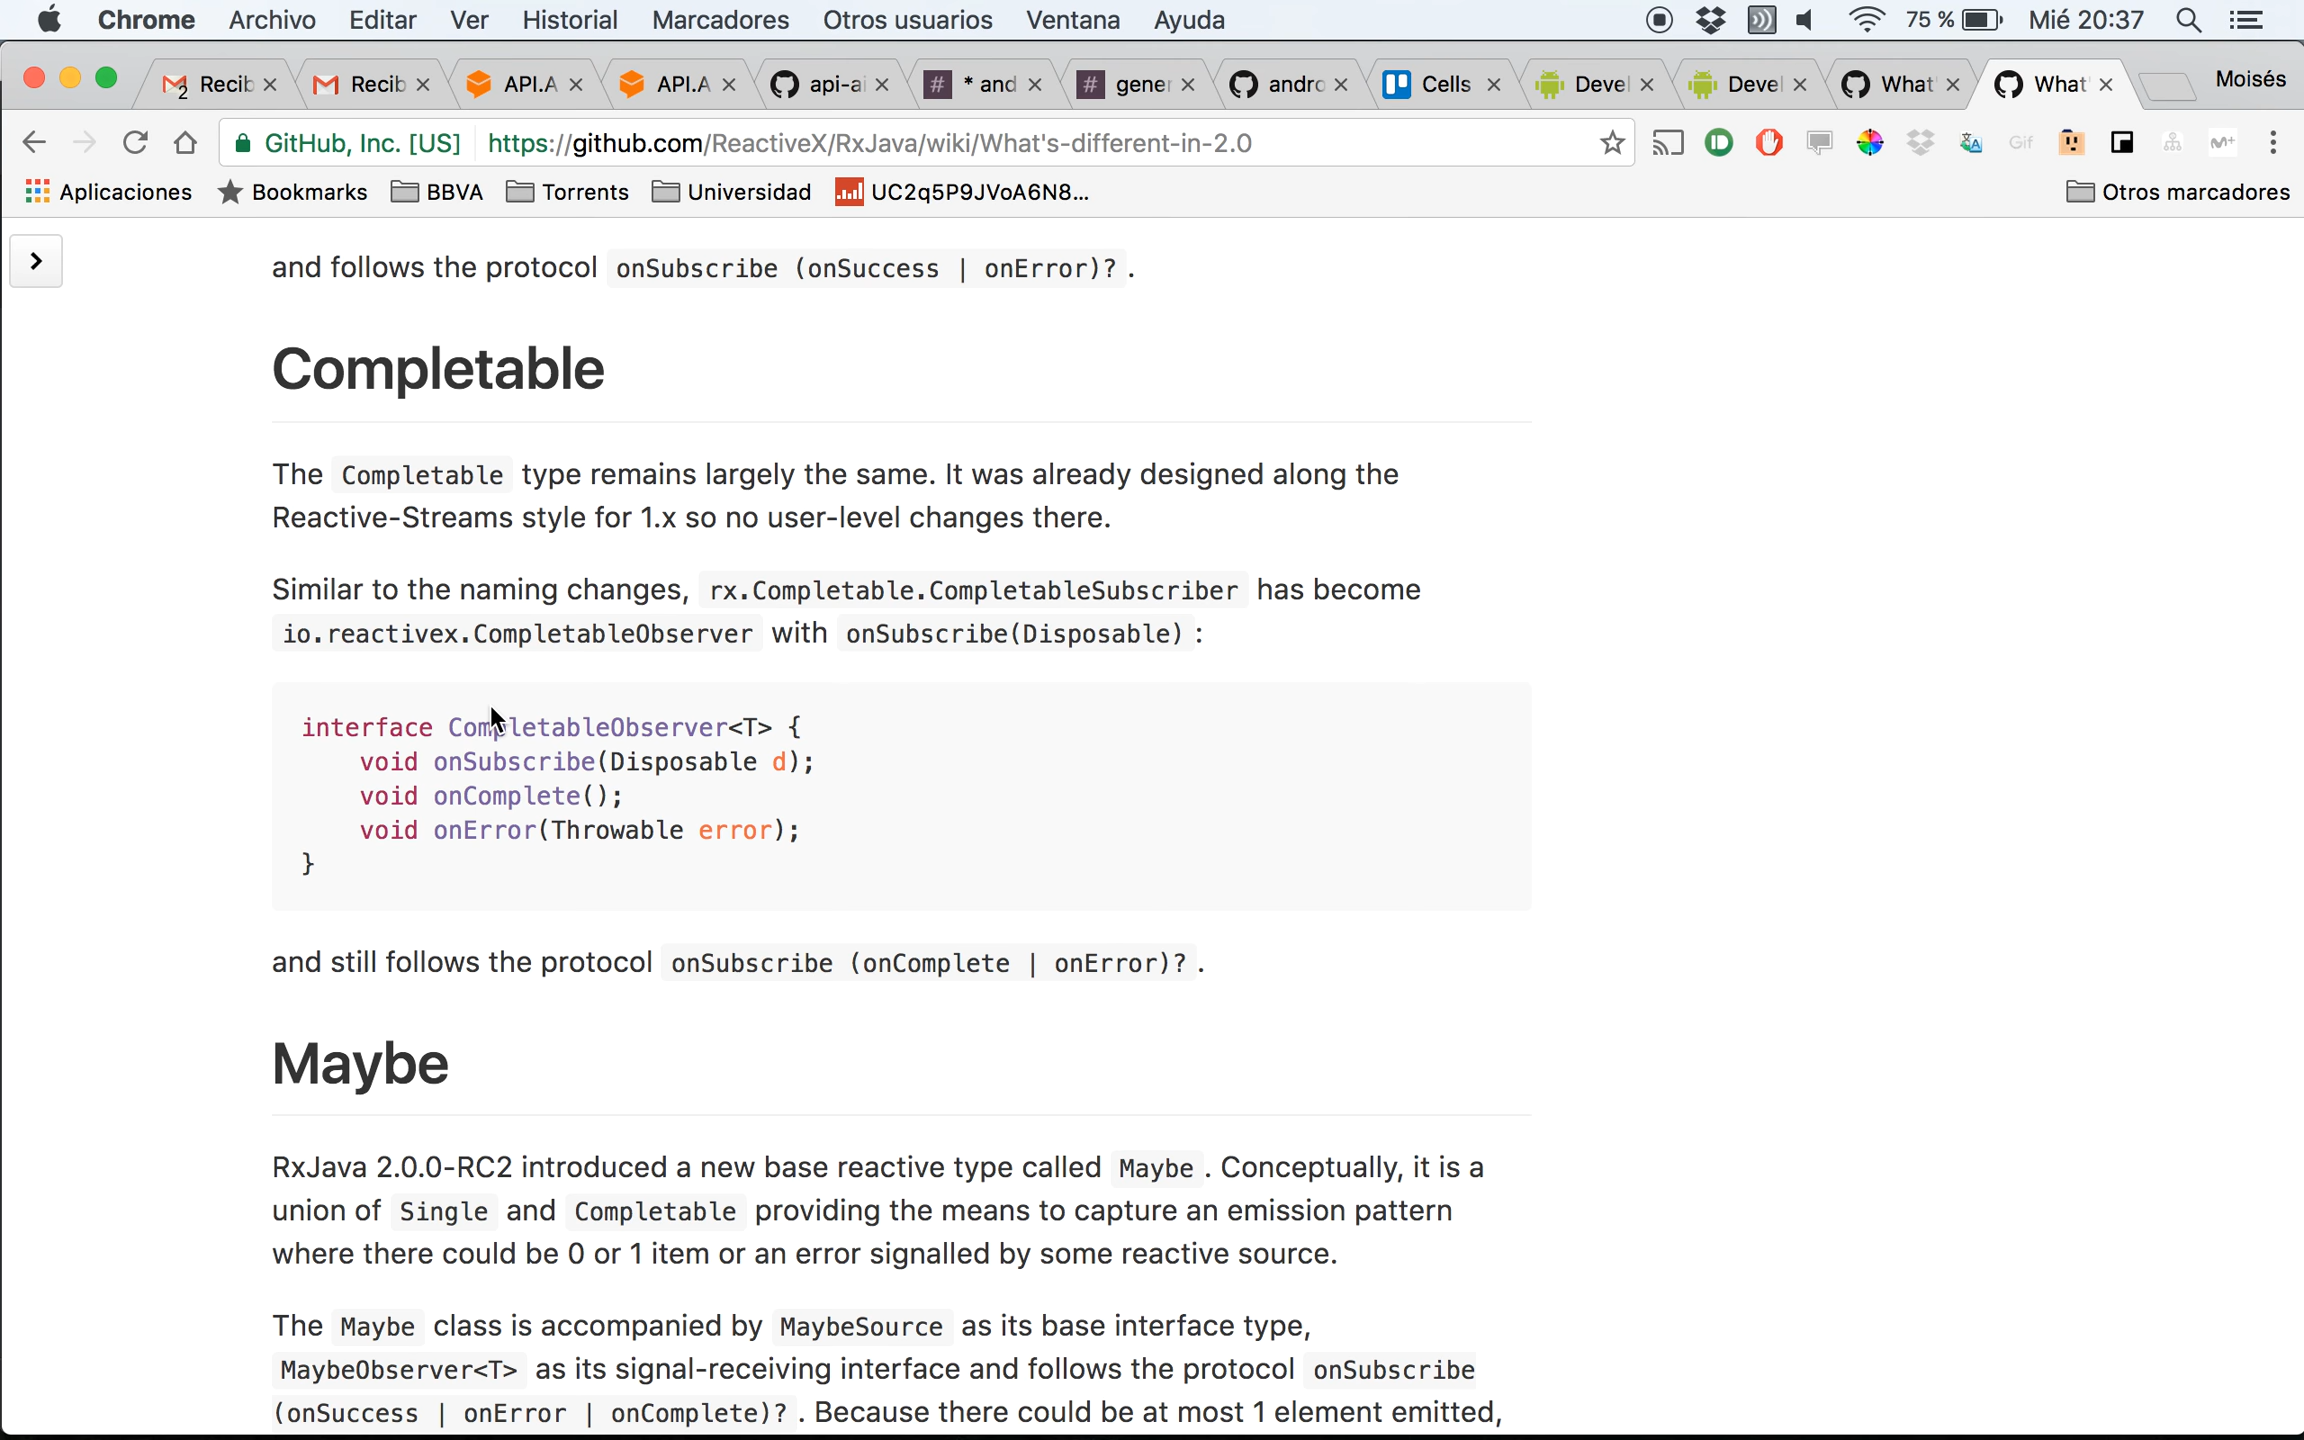 Chrome Archivo Editar Ver Historial Marcadores Otros usuarios Ventana Ayuda 75 % Mié 20:37
2 Recib Recib API.A API.A api-ai # * and # gener andro Cells Devel Devel What' What' Moisés
GitHub, Inc. [US] https://github.com/ReactiveX/RxJava/wiki/What's-different-in-2.0 Gif
Aplicaciones Bookmarks BBVA Torrents Universidad UC2q5P9JVoA6N8... Otros marcadores
and follows the protocol onSubscribe (onSuccess | onError)? .
Completable
The Completable type remains largely the same. It was already designed along the
Reactive-Streams style for 1.x so no user-level changes there.
Similar to the naming changes, rx.Completable.CompletableSubscriber has become
io.reactivex.CompletableObserver with onSubscribe(Disposable) :
interface CompletableObserver<T> {
void onSubscribe(Disposable d);
void onComplete();
void onError(Throwable error);
}
and still follows the protocol onSubscribe (onComplete | onError)? .
Maybe
RxJava 2.0.0-RC2 introduced a new base reactive type called Maybe . Conceptually, it is a
union of Single and Completable providing the means to capture an emission pattern
where there could be 0 or 1 item or an error signalled by some reactive source.
The Maybe class is accompanied by MaybeSource as its base interface type,
MaybeObserver<T> as its signal-receiving interface and follows the protocol onSubscribe
(onSuccess | onError | onComplete)? . Because there could be at most 1 element emitted,